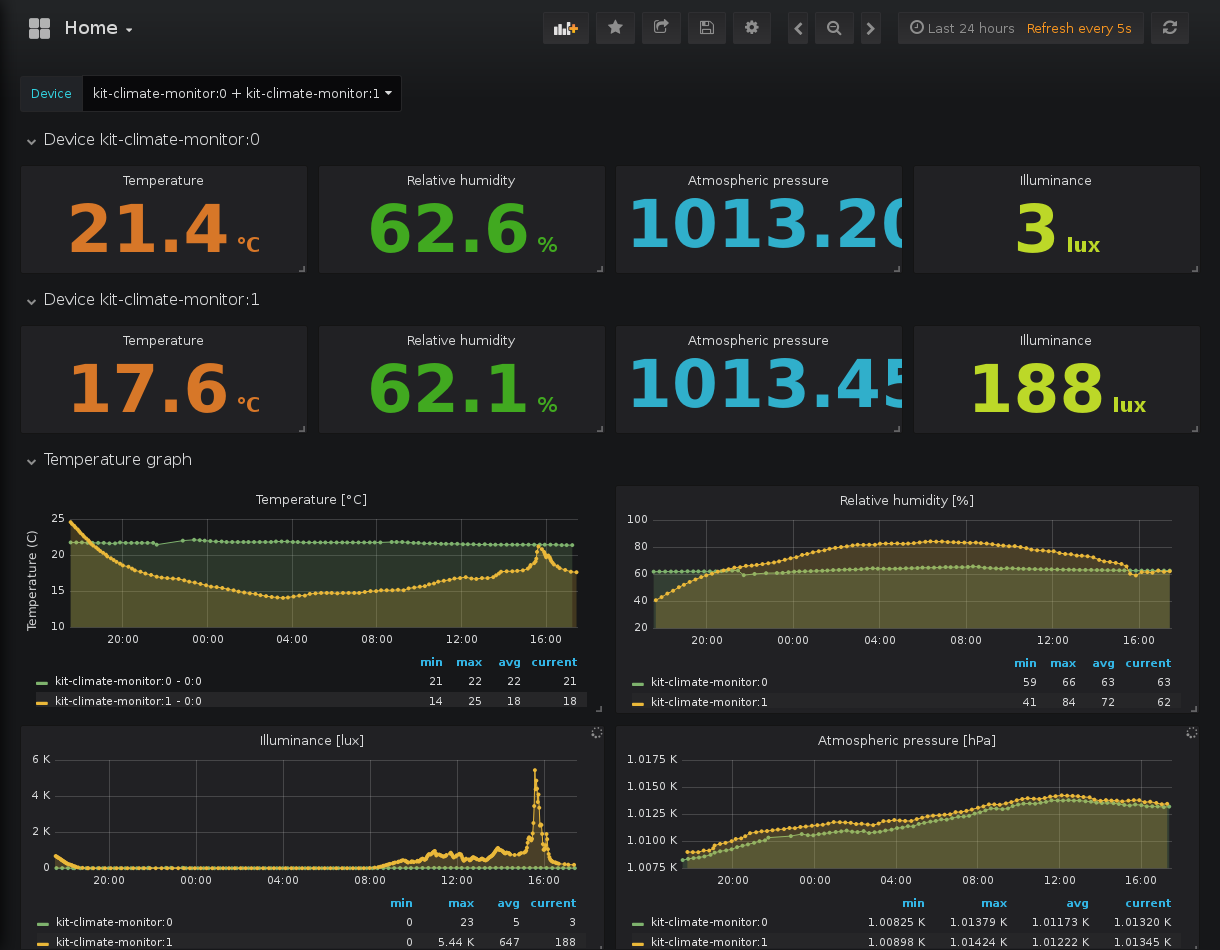 Home
Last 24 hours Refresh every 5s
Device kit-climate-monitor:0 + kit-climate-monitor:1
Device kit-climate-monitor:0
Temperature Relative humidity Atmospheric pressure Illuminance
21.4 °C 62.6 % 1013.20 3 lux
Device kit-climate-monitor:1
Temperature Relative humidity Atmospheric pressure Illuminance
17.6 °C 62.1 % 1013.45 188 lux
Temperature graph
Temperature [°C]
Temperature (C)
25
20
15
10
20:00 00:00 04:00 08:00 12:00 16:00
min max avg current
kit-climate-monitor:0 - 0:0 21 22 22 21
kit-climate-monitor:1 - 0:0 14 25 18 18
Relative humidity [%]
100
80
60
40
20
20:00 00:00 04:00 08:00 12:00 16:00
min max avg current
kit-climate-monitor:0 59 66 63 63
kit-climate-monitor:1 41 84 72 62
Illuminance [lux]
6 K
4 K
2 K
0
20:00 00:00 04:00 08:00 12:00 16:00
min max avg current
kit-climate-monitor:0 0 23 5 3
kit-climate-monitor:1 0 5.44 K 647 188
Atmospheric pressure [hPa]
1.0175 K
1.0150 K
1.0125 K
1.0100 K
1.0075 K
20:00 00:00 04:00 08:00 12:00 16:00
min max avg current
kit-climate-monitor:0 1.00825 K 1.01379 K 1.01173 K 1.01320 K
kit-climate-monitor:1 1.00898 K 1.01424 K 1.01222 K 1.01345 K